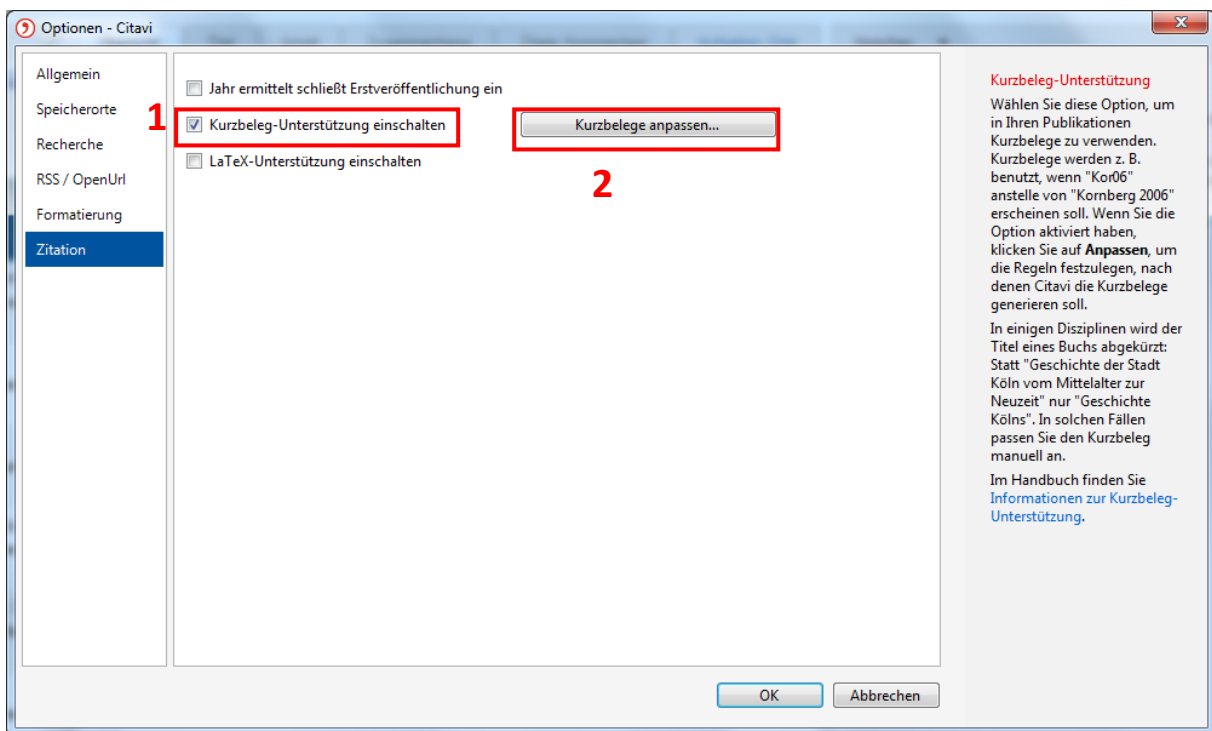 Optionen - Citavi
Allgemein
Speicherorte
Recherche
RSS / OpenUrl
Formatierung
Zitation
Jahr ermittelt schließt Erstveröffentlichung ein
1
Kurzbeleg-Unterstützung einschalten
Kurzbelege anpassen...
LaTeX-Unterstützung einschalten
2
Kurzbeleg-Unterstützung
Wählen Sie diese Option, um
in Ihren Publikationen
Kurzbelege zu verwenden.
Kurzbelege werden z. B.
benutzt, wenn "Kor06"
anstelle von "Kornberg 2006"
erscheinen soll. Wenn Sie die
Option aktiviert haben,
klicken Sie auf Anpassen, um
die Regeln festzulegen, nach
denen Citavi die Kurzbelege
generieren soll.
In einigen Disziplinen wird der
Titel eines Buchs abgekürzt:
Statt "Geschichte der Stadt
Köln vom Mittelalter zur
Neuzeit" nur "Geschichte
Kölns". In solchen Fällen
passen Sie den Kurzbeleg
manuell an.
Im Handbuch finden Sie
Informationen zur Kurzbeleg-
Unterstützung.
OK
Abbrechen